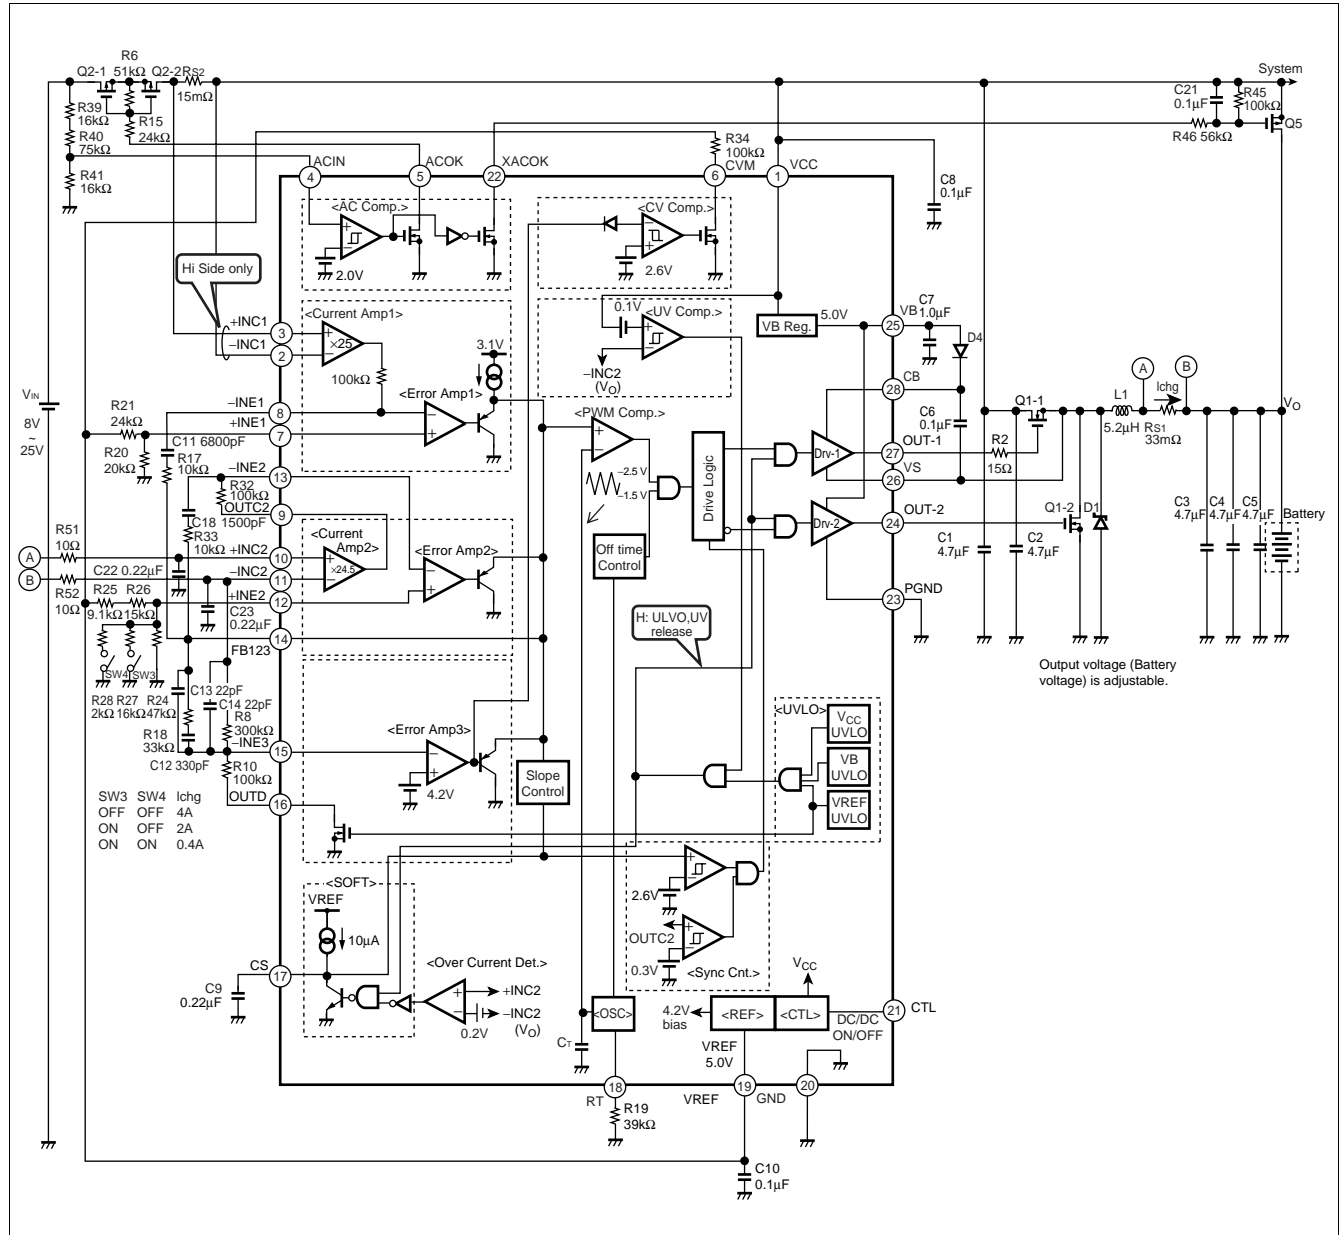 R6
Q2-1 51kΩ Q2-2 RS2
15mΩ
System
R39
16kΩ
R15
24kΩ
R40
75kΩ
R41
16kΩ
C21
0.1μF
R45
100kΩ
R46 56kΩ
Q5
ACIN
ACOK
XACOK
R34
100kΩ
CVM
VCC
4
5
22
6
1
C8
0.1μF
<AC Comp.>
+
−
2.0V
<CV Comp.>
−
+
2.6V
Hi Side only
+INC1
3
−INC1
2
<Current Amp1>
+
×25
−
100kΩ
3.1V
0.1V
<UV Comp.>
+
−
−INC2
(VO)
VB Reg.
5.0V
25
VB
C7
1.0μF
D4
CB
28
C6
0.1μF
VIN
8V
~
25V
R21
24kΩ
−INE1
8
+INE1
7
<Error Amp1>
−
+
C11 6800pF
R20
20kΩ
R17
10kΩ
<PWM Comp.>
+
−
−2.5 V
−1.5 V
Drive Logic
Drv-1
OUT-1
27
R2
15Ω
Q1-1
VS
26
Drv-2
OUT-2
24
Q1-2
D1
A
B
L1
5.2μH
Ichg
RS1
33mΩ
VO
−INE2
13
R32
100kΩ
OUTC2
9
C18
1500pF
R33
10kΩ
R51
10Ω
A
B
R52
10Ω
+INC2
10
C22 0.22μF
−INC2
11
<Current
Amp2>
+
×24.5
−
<Error Amp2>
−
+
Off time
Control
C1
4.7μF
C2
4.7μF
C3
4.7μF
C4
4.7μF
C5
4.7μF
Battery
R25
9.1kΩ
R26
15kΩ
+INE2
12
C23
0.22μF
14
FB123
PGND
23
H: ULVO,UV
release
Output voltage (Battery
voltage) is adjustable.
SW4
SW3
R28
2kΩ
R27
16kΩ
R24
47kΩ
C13 22pF
C14 22pF
R8
300kΩ
R18
33kΩ
C12 330pF
−INE3
15
R10
100kΩ
OUTD
16
<Error Amp3>
−
+
4.2V
Slope
Control
<UVLO>
VCC
UVLO
VB
UVLO
VREF
UVLO
SW3 SW4 Ichg
OFF OFF 4A
ON OFF 2A
ON ON 0.4A
+
−
2.6V
+
−
OUTC2
0.3V
<Sync Cnt.>
<SOFT>
VREF
10μA
CS
17
C9
0.22μF
<Over Current Det.>
+
−
+INC2
−INC2
(VO)
0.2V
<OSC>
CT
4.2V
bias
<REF>
<CTL>
VCC
VREF
5.0V
DC/DC
ON/OFF
21
CTL
18
RT
19
VREF
GND
20
R19
39kΩ
C10
0.1μF